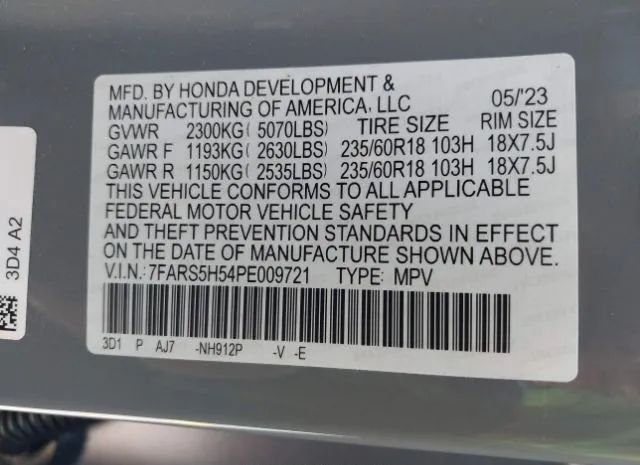 MFD. BY HONDA DEVELOPMENT &
MANUFACTURING OF AMERICA, LLC 05/'23
GVWR 2300KG( 5070LBS) TIRE SIZE RIM SIZE
GAWR F 1193KG( 2630LBS) 235/60R18 103H 18X7.5J
GAWR R 1150KG( 2535LBS) 235/60R18 103H 18X7.5J
THIS VEHICLE CONFORMS TO ALL APPLICABLE
FEDERAL MOTOR VEHICLE SAFETY
AND THEFT PREVENTION STANDARDS IN EFFECT
ON THE DATE OF MANUFACTURE SHOWN ABOVE.
V.I.N.: 7FARS5H54PE009721 TYPE: MPV
3D1 P AJ7 -NH912P -V -E
3D4 A2